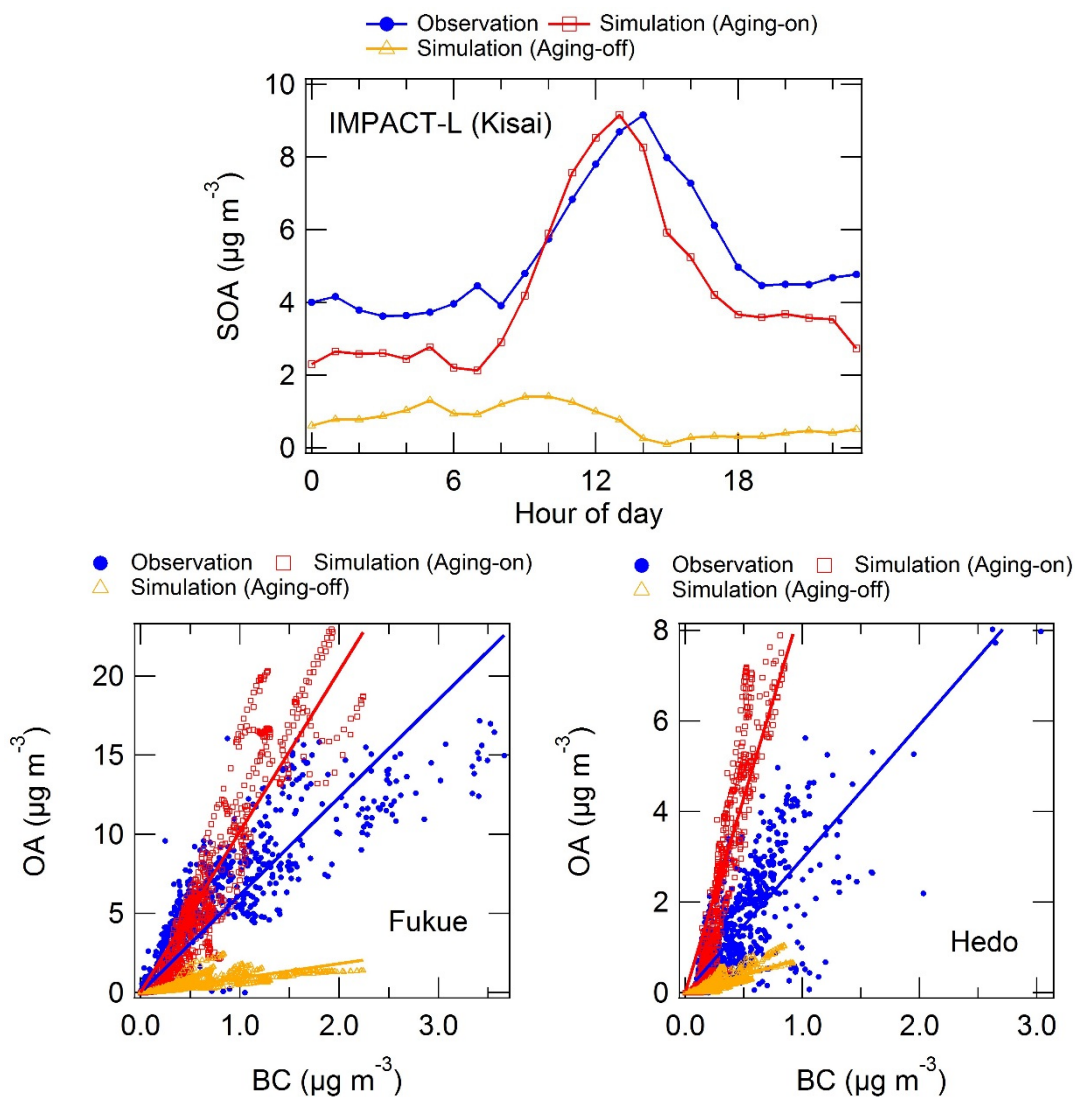 Observation Simulation (Aging-on)
Simulation (Aging-off)
10
8
6
4
2
0
SOA (µg m⁻³)
IMPACT-L (Kisai)
0 6 12 18
Hour of day
Observation Simulation (Aging-on)
Simulation (Aging-off)
20
15
10
5
0
OA (µg m⁻³)
Fukue
0.0 1.0 2.0 3.0
BC (µg m⁻³)
Observation Simulation (Aging-on)
Simulation (Aging-off)
8
6
4
2
0
OA (µg m⁻³)
Hedo
0.0 1.0 2.0 3.0
BC (µg m⁻³)